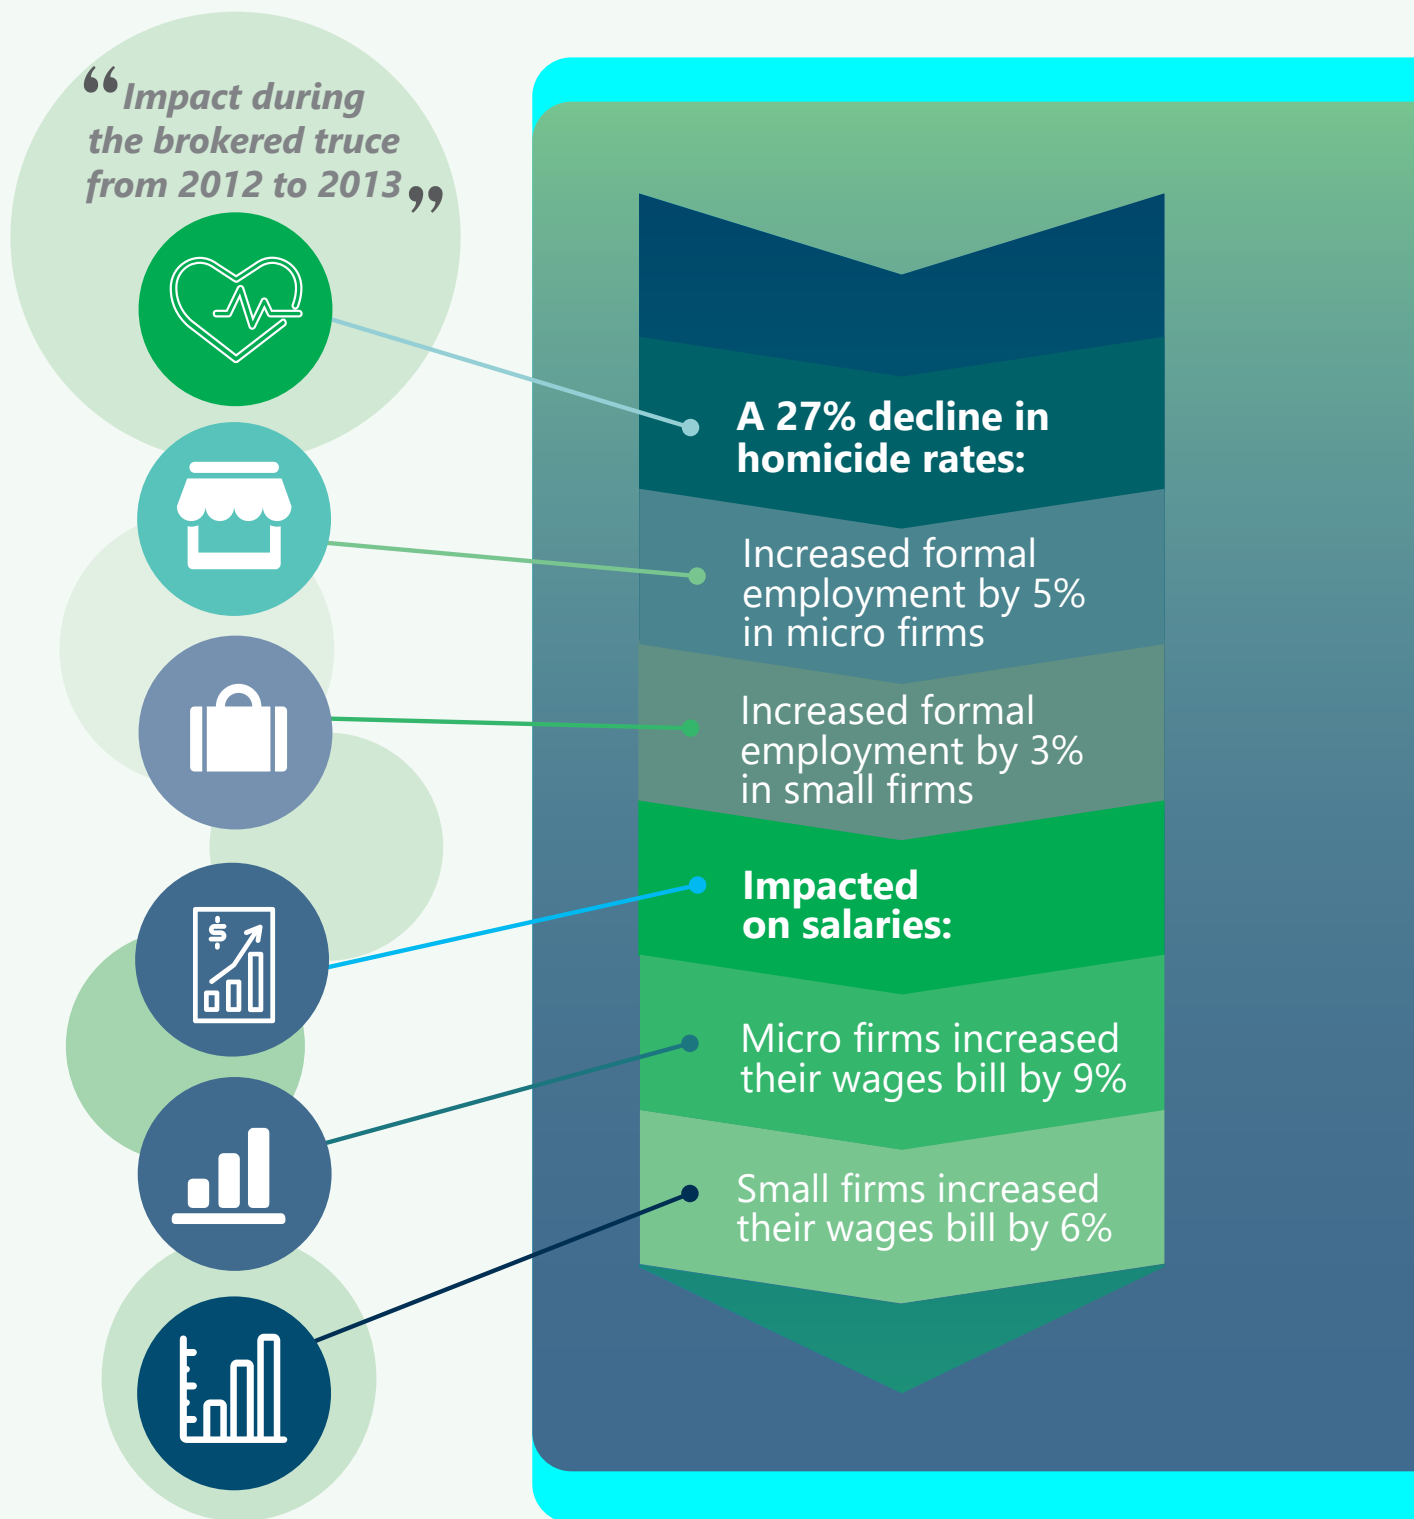 “Impact during
the brokered truce
from 2012 to 2013”
A 27% decline in
homicide rates:
Increased formal
employment by 5%
in micro firms
Increased formal
employment by 3%
in small firms
Impacted
on salaries:
$
Micro firms increased
their wages bill by 9%
Small firms increased
their wages bill by 6%